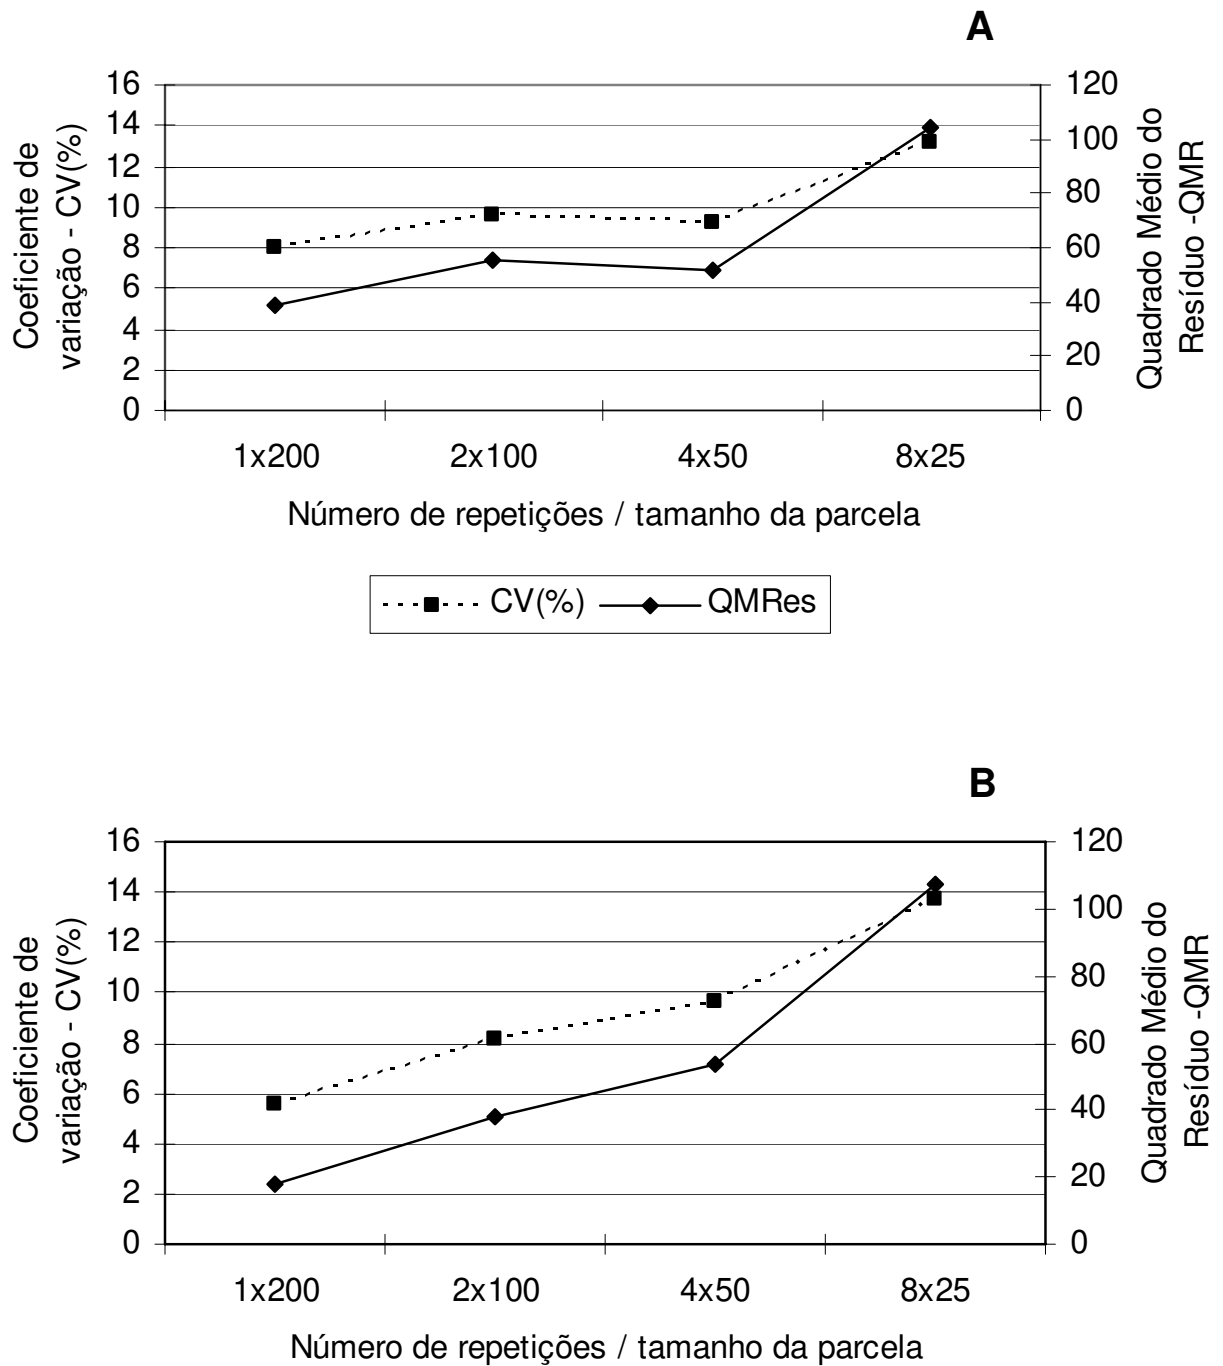 A
16
14
12
10
8
6
4
2
0
Coeficiente de
variação - CV(%)
120
100
80
60
40
20
0
Quadrado Médio do
Resíduo -QMR
1x200 2x100 4x50 8x25
Número de repetições / tamanho da parcela
CV(%) QMRes
B
16
14
12
10
8
6
4
2
0
Coeficiente de
variação - CV(%)
120
100
80
60
40
20
0
Quadrado Médio do
Resíduo -QMR
1x200 2x100 4x50 8x25
Número de repetições / tamanho da parcela